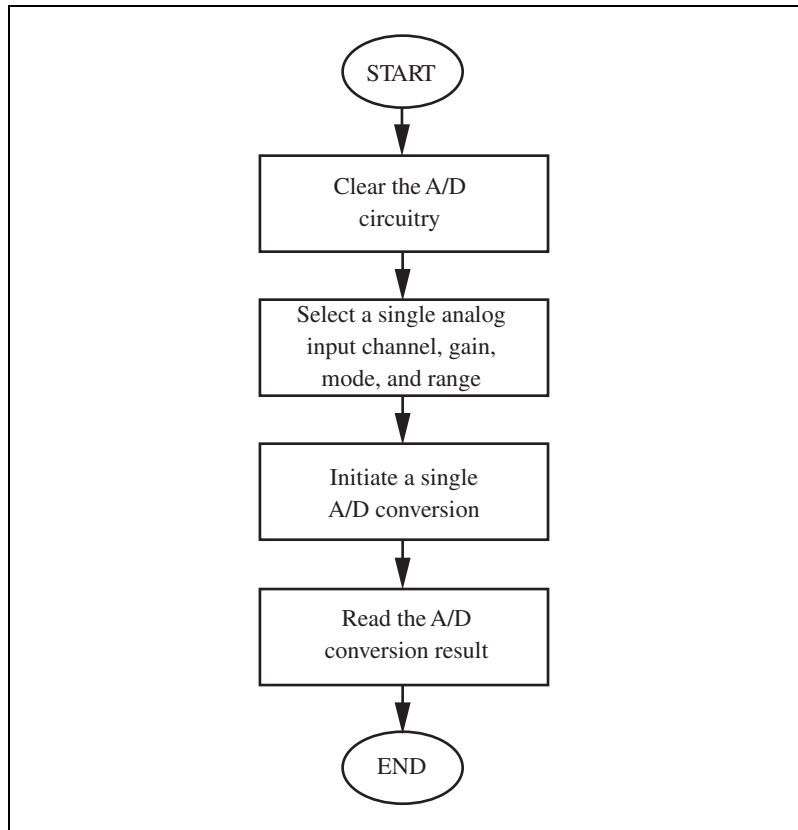 START
Clear the A/D
circuitry
Select a single analog
input channel, gain,
mode, and range
Initiate a single
A/D conversion
Read the A/D
conversion result
END